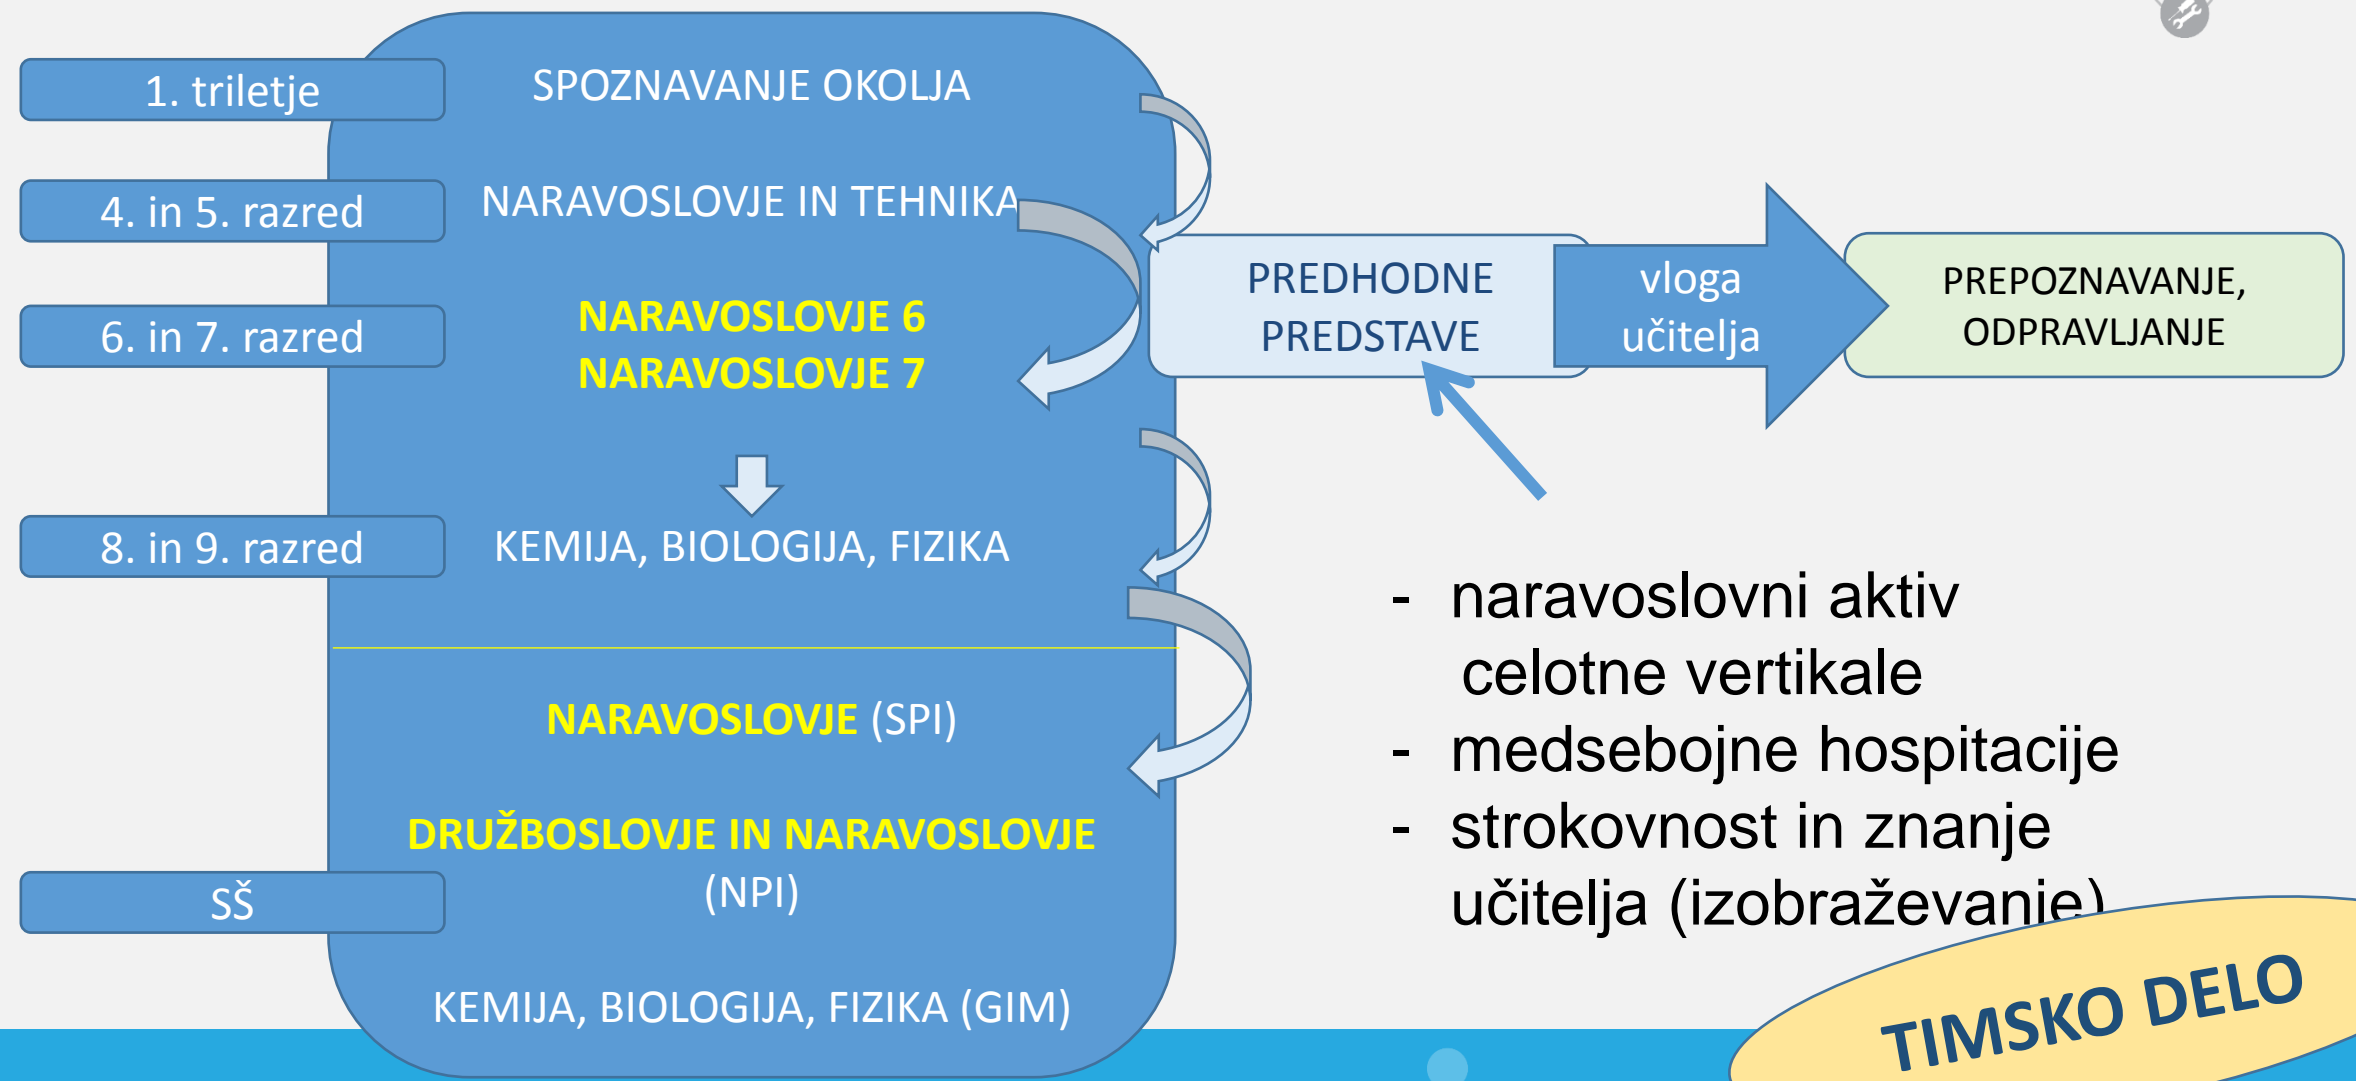 1. triletje
SPOZNAVANJE OKOLJA
4. in 5. razred
NARAVOSLOVJE IN TEHNIKA
6. in 7. razred
NARAVOSLOVJE 6
NARAVOSLOVJE 7
8. in 9. razred
KEMIJA, BIOLOGIJA, FIZIKA
NARAVOSLOVJE (SPI)
DRUŽBOSLOVJE IN NARAVOSLOVJE
(NPI)
SŠ
KEMIJA, BIOLOGIJA, FIZIKA (GIM)
PREDHODNE
PREDSTAVE
vloga
učitelja
PREPOZNAVANJE,
ODPRAVLJANJE
- naravoslovni aktiv
celotne vertikale
- medsebojne hospitacije
- strokovnost in znanje
učitelja (izobraževanje)
TIMSKO DELO